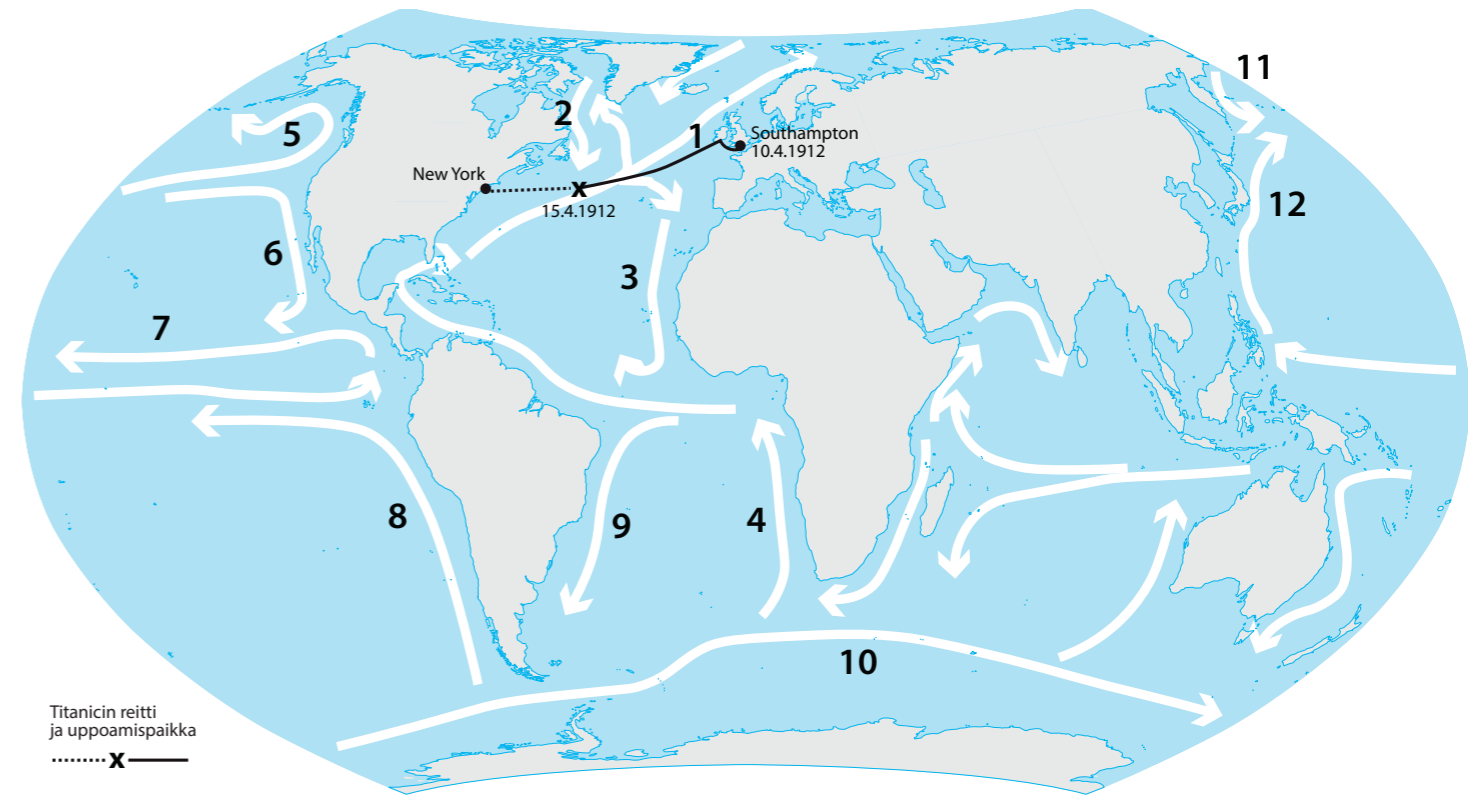 11
2
5
1
Southampton
10.4.1912
New York
X
15.4.1912
12
6
3
7
8
9
4
10
Titanicin reitti
ja uppoamispaikka
X